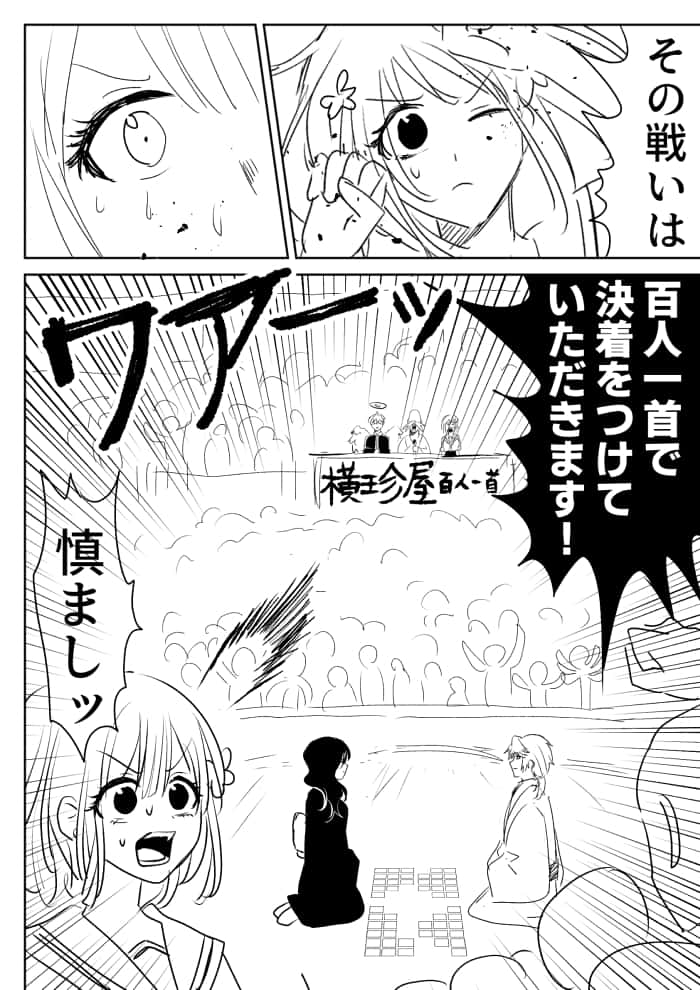 その戦いは
百人一首で
決着をつけて
いただきます！
ワアーッ
横王珍屋百人一首
慎ましッ